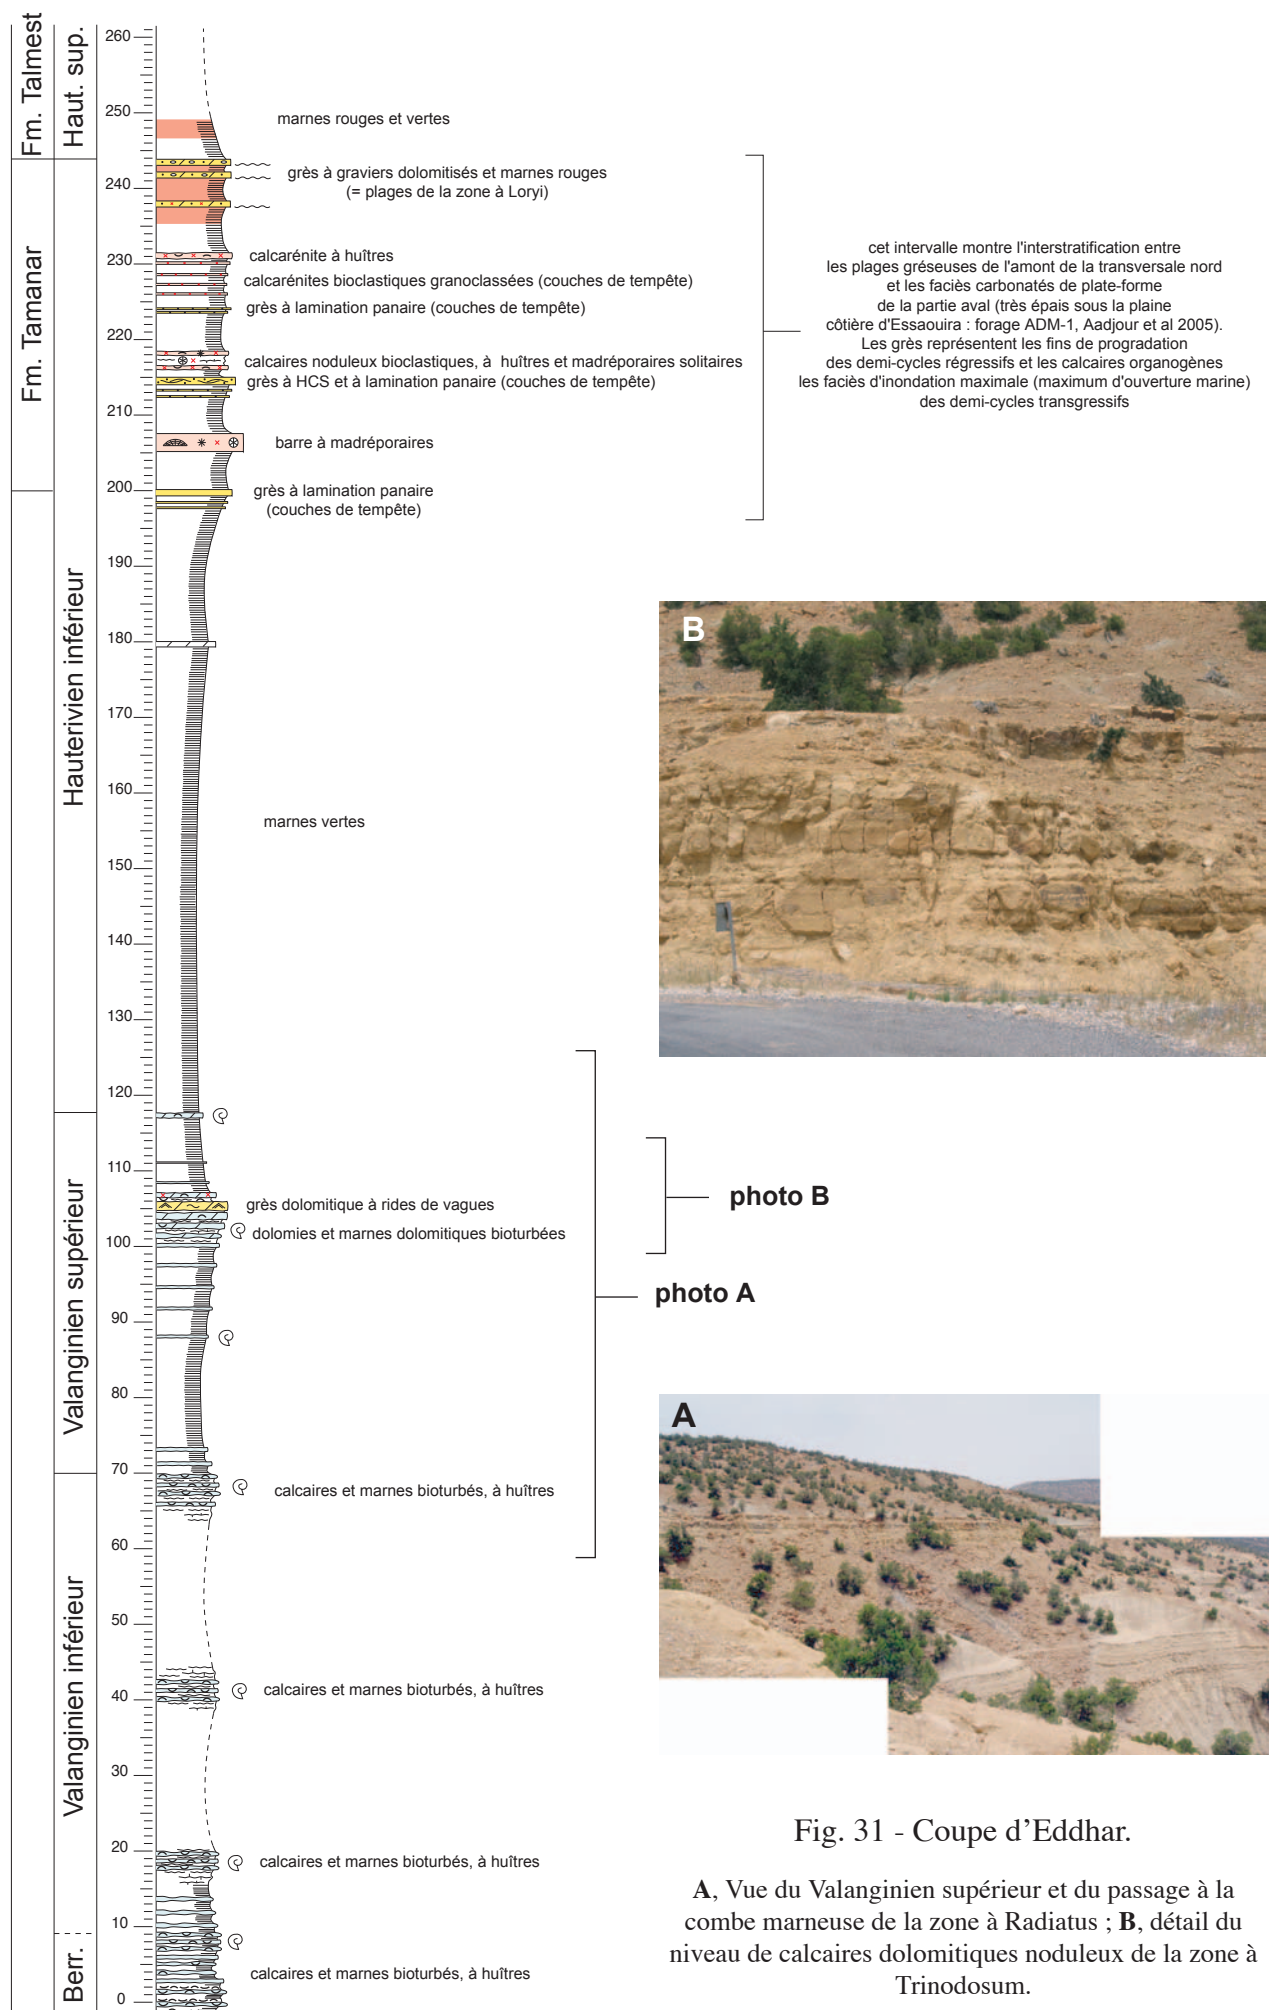 Fm. Talmest
Haut. sup.
Fm. Tamanar
Hauterivien inférieur
Valanginien supérieur
Valanginien inférieur
Berr.
260
250
240
230
220
210
200
190
180
170
160
150
140
130
120
110
100
90
80
70
60
50
40
30
20
10
0
marnes rouges et vertes
grès à graviers dolomitisés et marnes rouges
(= plages de la zone à Loryi)
calcarénite à huîtres
calcarénites bioclastiques granoclassées (couches de tempête)
grès à lamination panaire (couches de tempête)
calcaires noduleux bioclastiques, à huîtres et madréporaires solitaires
grès à HCS et à lamination panaire (couches de tempête)
barre à madréporaires
grès à lamination panaire
(couches de tempête)
cet intervalle montre l'interstratification entre
les plages gréseuses de l'amont de la transversale nord
et les faciès carbonatés de plate-forme
de la partie aval (très épais sous la plaine
côtière d'Essaouira : forage ADM-1, Aadjour et al 2005).
Les grès représentent les fins de progradation
des demi-cycles régressifs et les calcaires organogènes
les faciès d'inondation maximale (maximum d'ouverture marine)
des demi-cycles transgressifs
B
marnes vertes
photo B
grès dolomitique à rides de vagues
dolomies et marnes dolomitiques bioturbées
photo A
A
calcaires et marnes bioturbés, à huîtres
calcaires et marnes bioturbés, à huîtres
calcaires et marnes bioturbés, à huîtres
calcaires et marnes bioturbés, à huîtres
Fig. 31 - Coupe d’Eddhar.
A, Vue du Valanginien supérieur et du passage à la
combe marneuse de la zone à Radiatus ; B, détail du
niveau de calcaires dolomitiques noduleux de la zone à
Trinodosum.